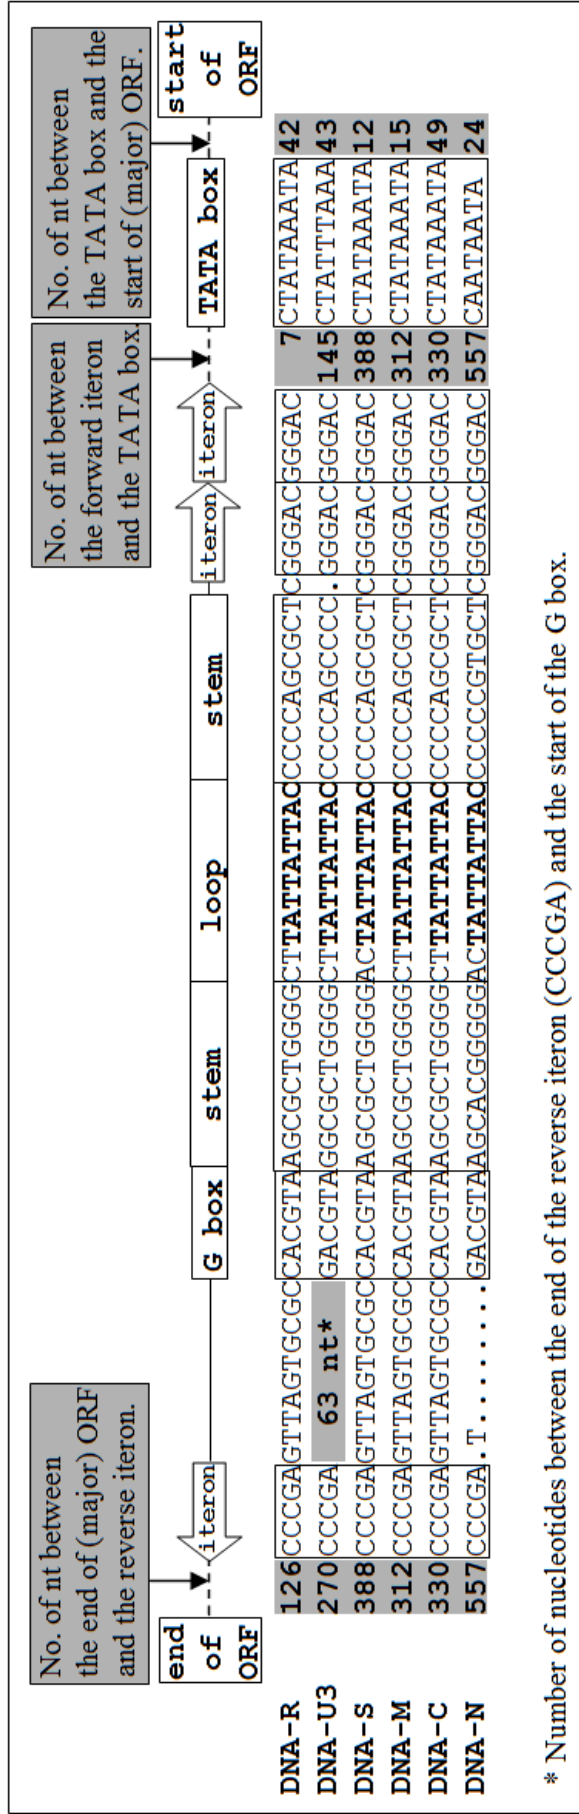 No. of nt between
the end of (major) ORF
and the reverse iteron.
No. of nt between
the forward iteron
and the TATA box.
No. of nt between
the TATA box and the
start of (major) ORF.
end
of
ORF
iteron
G box
stem
loop
stem
iteron
iteron
TATA box
start
of
ORF
DNA-R 126 CCCGAGTTAGTGCGCCACGTAAGCGCTGGGGCTTATTATTACCCCCAGCGCTCGGGACGGGAC 7 CTATAAATA 42
DNA-U3 270 CCCGA 63 nt* GACGTAGGCGCTGGGGCTTATTATTACCCCCAGCCCC.GGGACGGGAC 145 CTATTTAAA 43
DNA-S 388 CCCGAGTTAGTGCGCCACGTAAGCGCTGGGGACTATTATTACCCCCAGCGCTCGGGACGGGAC 388 CTATAAATA 12
DNA-M 312 CCCGAGTTAGTGCGCCACGTAAGCGCTGGGGCTTATTATTACCCCCAGCGCTCGGGACGGGAC 312 CTATAAATA 15
DNA-C 330 CCCGAGTTAGTGCGCCACGTAAGCGCTGGGGCTTATTATTACCCCCAGCGCTCGGGACGGGAC 330 CTATAAATA 49
DNA-N 557 CCCGA.T........GACGTAAGCACGGGGGACTATTATTACCCCCCGTGCTCGGGACGGGAC 557 CAATAATA 24
* Number of nucleotides between the end of the reverse iteron (CCCGA) and the start of the G box.